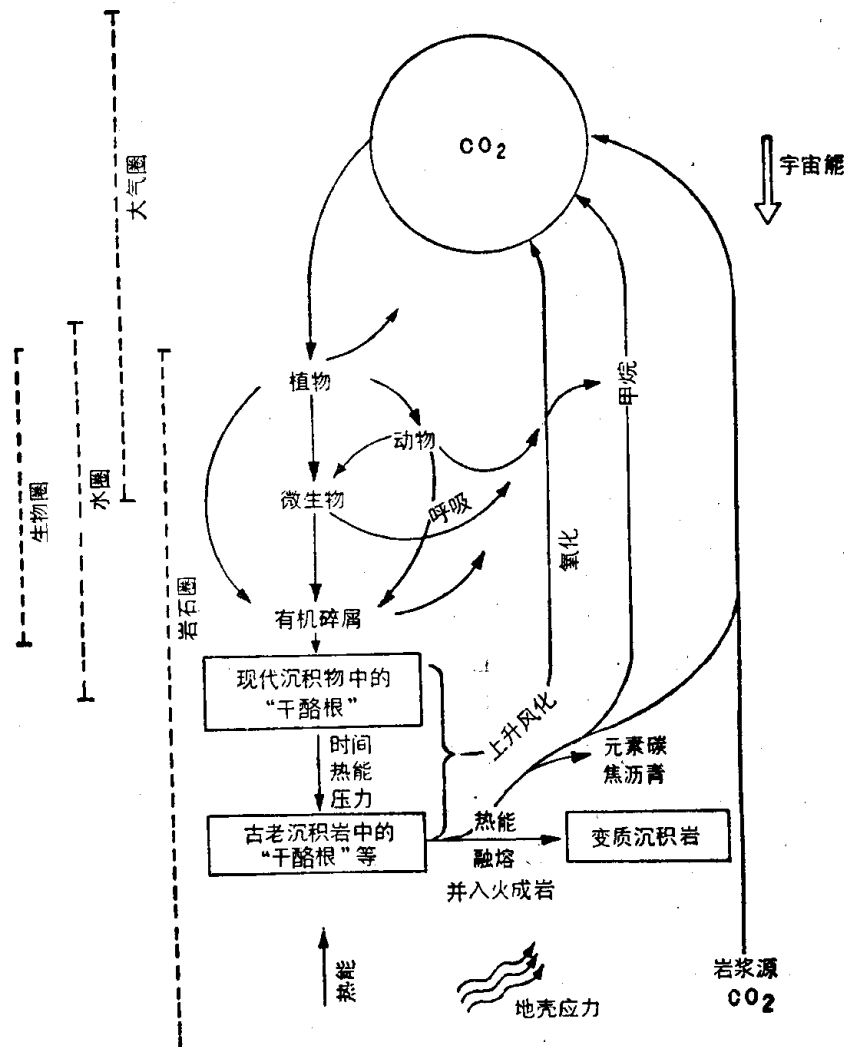 CO₂
宇宙能
大气圈
植物
甲烷
动物
水圈
生物圈
微生物
呼吸
氧化
岩石圈
有机碎屑
现代沉积物中的
“干酪根”
上升风化
时间
热能
压力
元素碳
焦沥青
古老沉积岩中的
“干酪根”等
热能
融熔
并入火成岩
变质沉积岩
热能
地壳应力
岩浆源
CO₂